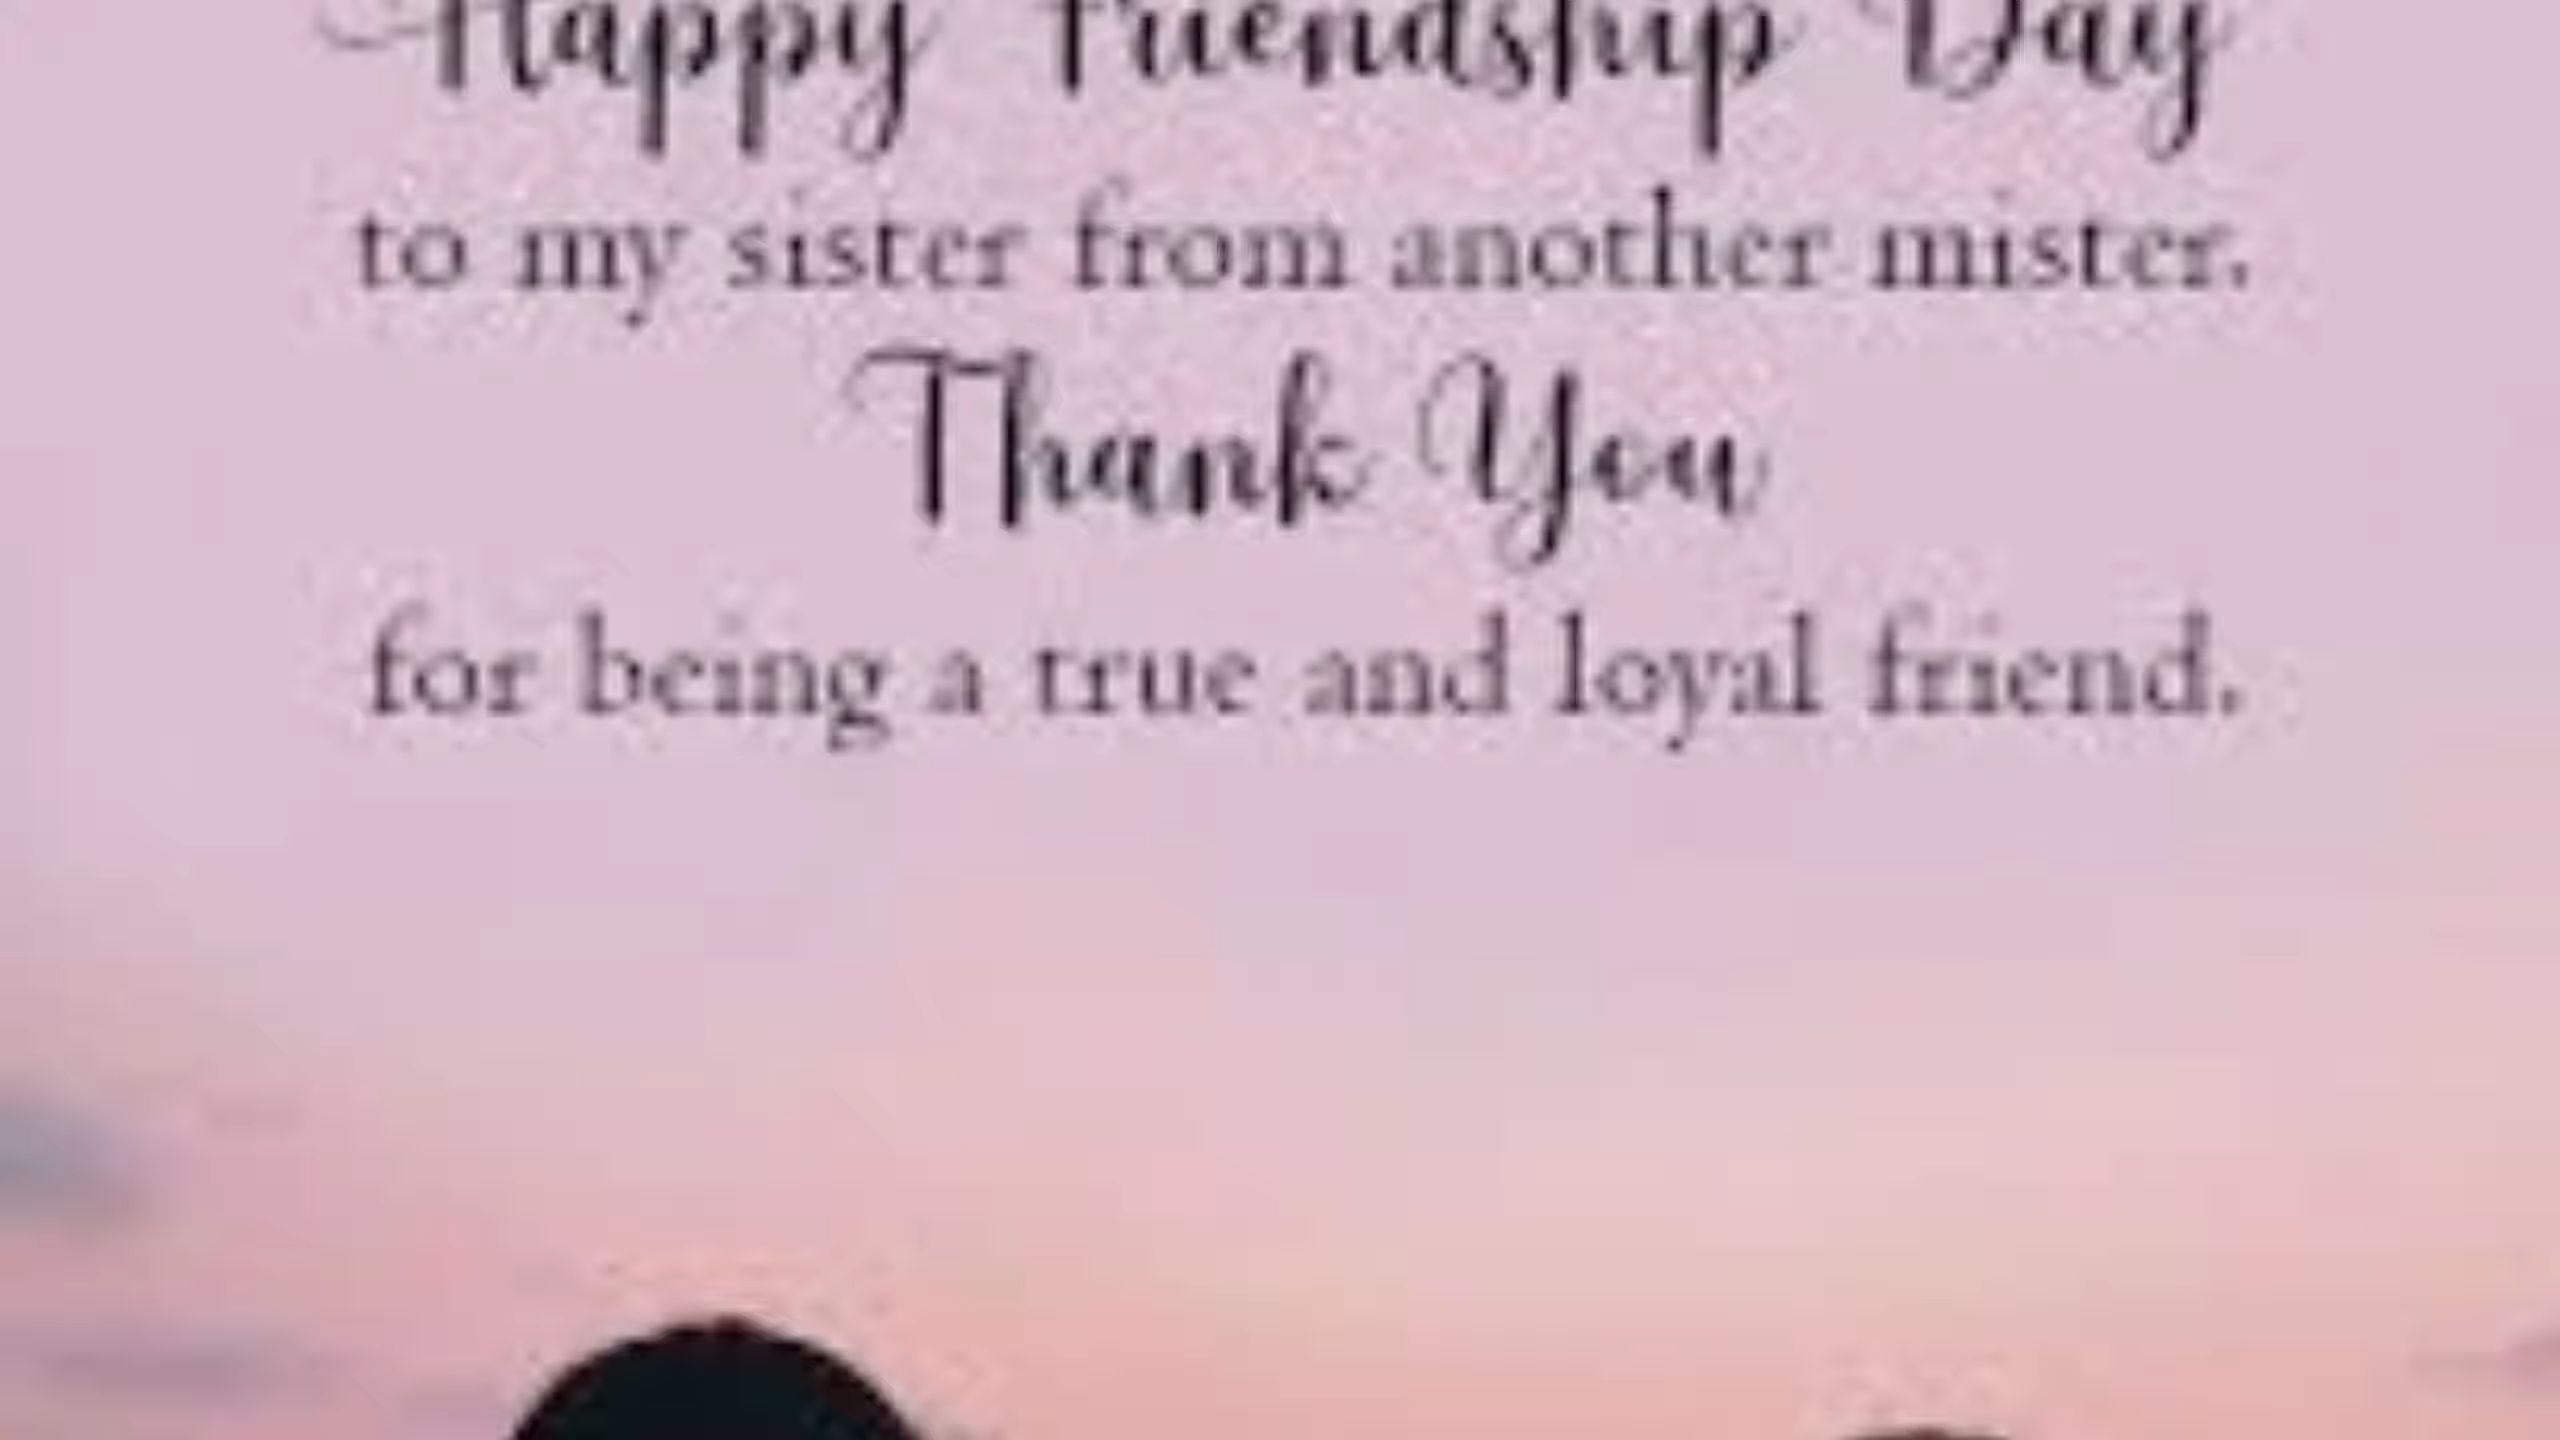 Happy Friendship Day
to my sister from another mister.
Thank You
for being a true and loyal friend.